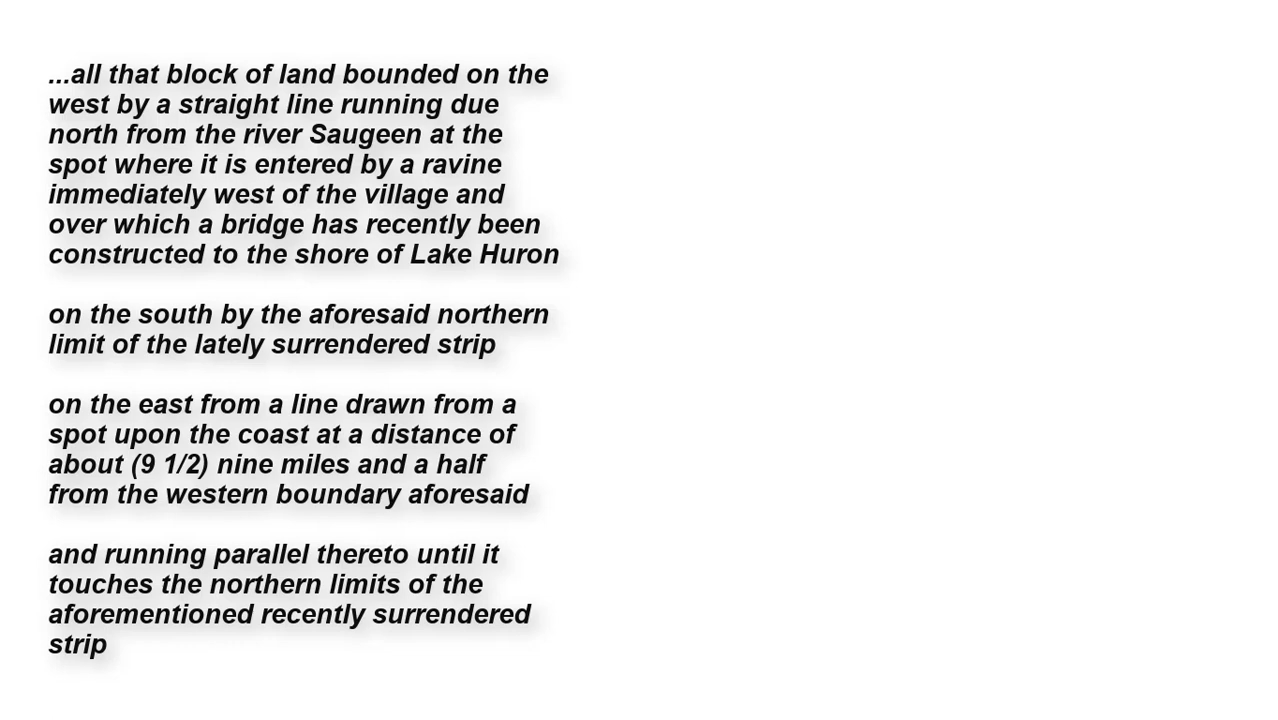 ...all that block of land bounded on the
west by a straight line running due
north from the river Saugeen at the
spot where it is entered by a ravine
immediately west of the village and
over which a bridge has recently been
constructed to the shore of Lake Huron
on the south by the aforesaid northern
limit of the lately surrendered strip
on the east from a line drawn from a
spot upon the coast at a distance of
about (9 1/2) nine miles and a half
from the western boundary aforesaid
and running parallel thereto until it
touches the northern limits of the
aforementioned recently surrendered
strip